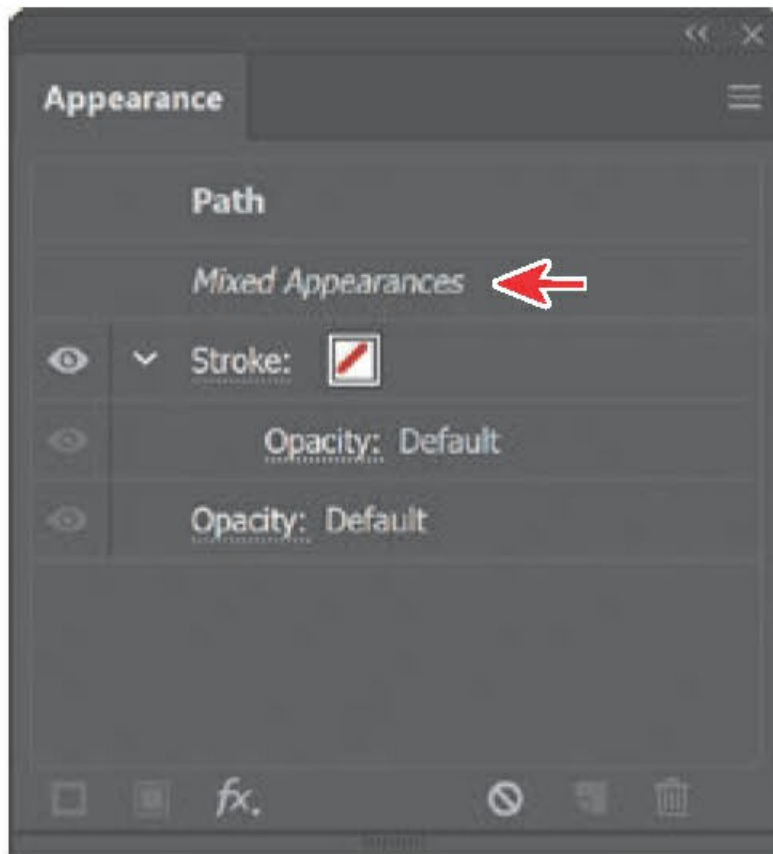 Appearance
Path
Mixed Appearances
Stroke:
Opacity: Default
Opacity: Default
fx.